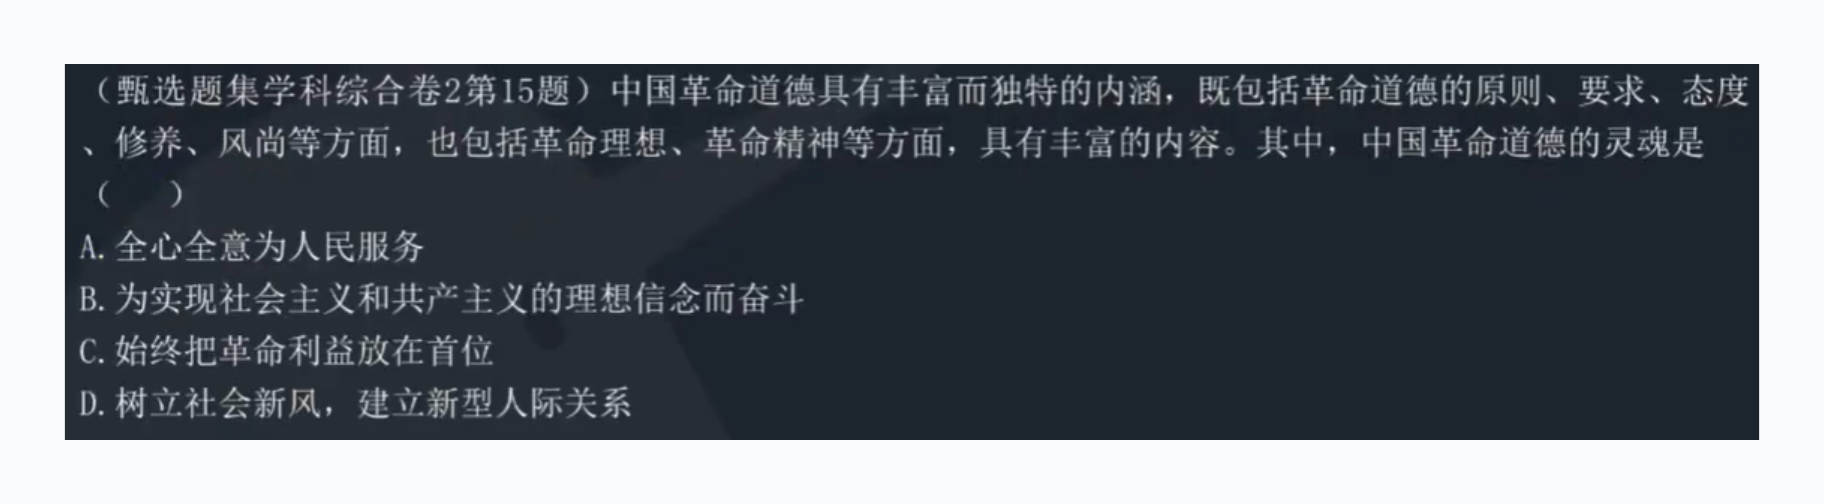 （甄选题集学科综合卷2第15题）中国革命道德具有丰富而独特的内涵，既包括革命道德的原则、要求、态度
、修养、风尚等方面，也包括革命理想、革命精神等方面，具有丰富的内容。其中，中国革命道德的灵魂是
（　　）
A.全心全意为人民服务
B.为实现社会主义和共产主义的理想信念而奋斗
C.始终把革命利益放在首位
D.树立社会新风，建立新型人际关系